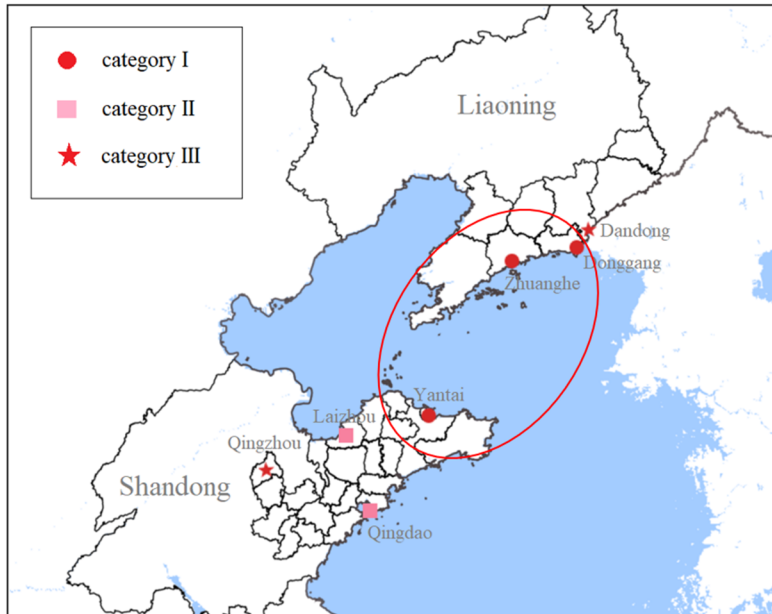 category I
category II
category III
Liaoning
Dandong
Donggang
Zhuanghe
Yantai
Laizhou
Qingzhou
Shandong
Qingdao